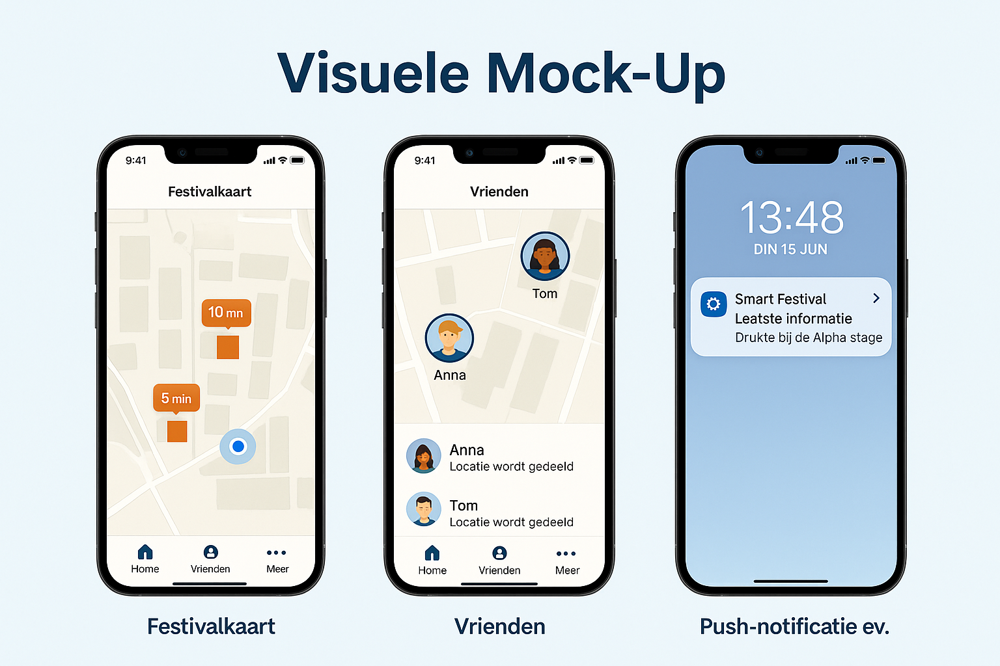 Visuele Mock-Up
9:41
Festivalkaart
10 mn
5 min
Home
Vrienden
Meer
Festivalkaart
9:41
Vrienden
Tom
Anna
Anna
Locatie wordt gedeeld
Tom
Locatie wordt gedeeld
Home
Vrienden
Meer
Vrienden
13:48
DIN 15 JUN
Smart Festival
Leatste informatie
Drukte bij de Alpha stage
Push-notificatie ev.